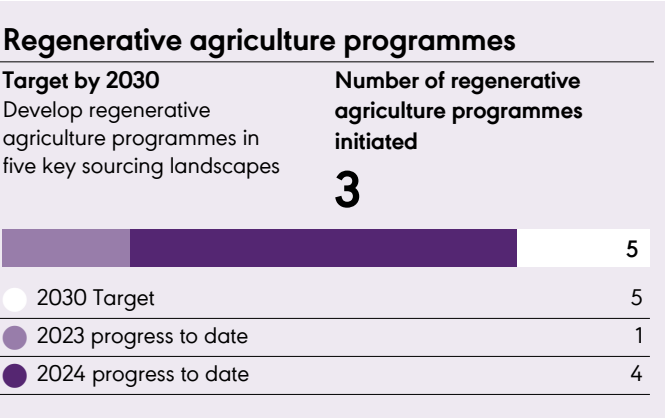 Regenerative agriculture programmes
Target by 2030
Develop regenerative
agriculture programmes in
five key sourcing landscapes
Number of regenerative
agriculture programmes
initiated
3
5
2030 Target 5
2023 progress to date 1
2024 progress to date 4